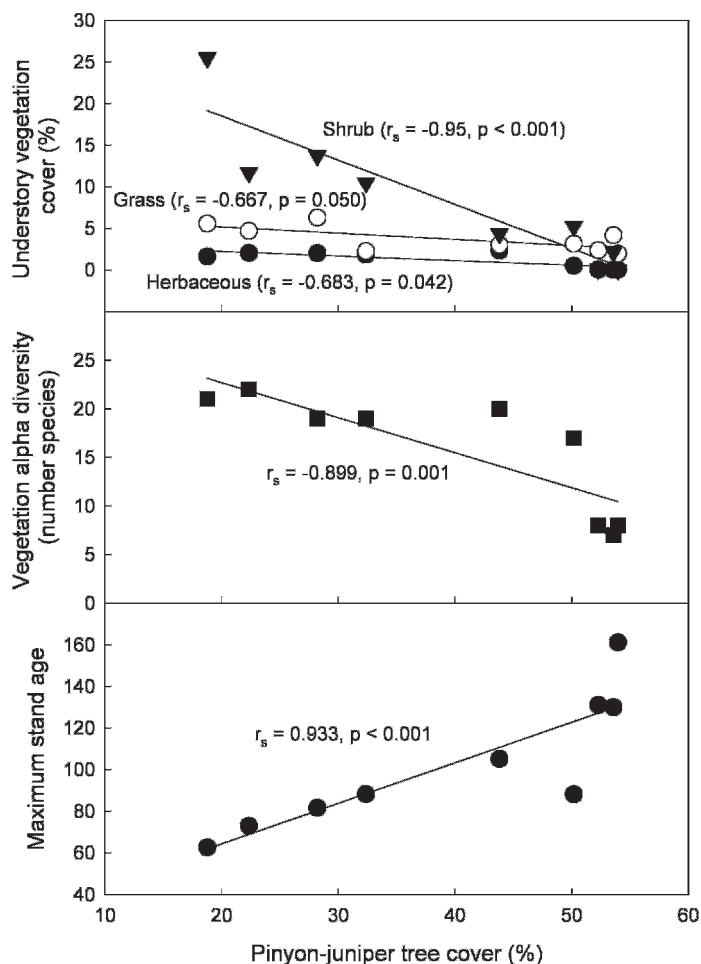 30
25
20
15
10
5
0
Understory vegetation
cover (%)
Shrub (rs = -0.95, p < 0.001)
Grass (rs = -0.667, p = 0.050)
Herbaceous (rs = -0.683, p = 0.042)
25
20
15
10
5
0
Vegetation alpha diversity
(number species)
rs = -0.899, p = 0.001
160
140
120
100
80
60
40
Maximum stand age
rs = 0.933, p < 0.001
10 20 30 40 50 60
Pinyon-juniper tree cover (%)